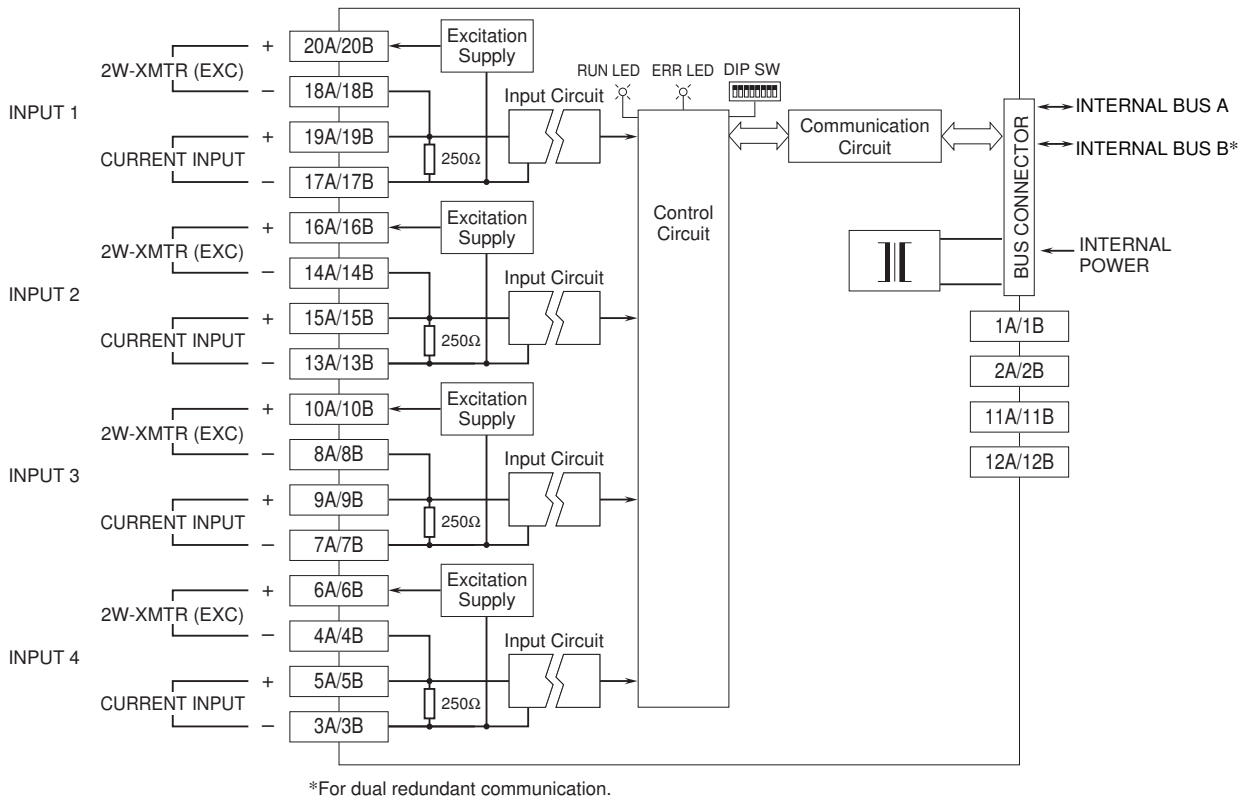 INPUT 1
2W-XMTR (EXC)
+ 20A/20B
Excitation
Supply
− 18A/18B
Input Circuit
CURRENT INPUT
+ 19A/19B
250Ω
− 17A/17B
INPUT 2
2W-XMTR (EXC)
+ 16A/16B
Excitation
Supply
− 14A/14B
Input Circuit
CURRENT INPUT
+ 15A/15B
250Ω
− 13A/13B
INPUT 3
2W-XMTR (EXC)
+ 10A/10B
Excitation
Supply
− 8A/8B
Input Circuit
CURRENT INPUT
+ 9A/9B
250Ω
− 7A/7B
INPUT 4
2W-XMTR (EXC)
+ 6A/6B
Excitation
Supply
− 4A/4B
Input Circuit
CURRENT INPUT
+ 5A/5B
250Ω
− 3A/3B
RUN LED
ERR LED
DIP SW
Control
Circuit
Communication
Circuit
BUS CONNECTOR
INTERNAL BUS A
INTERNAL BUS B*
INTERNAL
POWER
1A/1B
2A/2B
11A/11B
12A/12B
*For dual redundant communication.